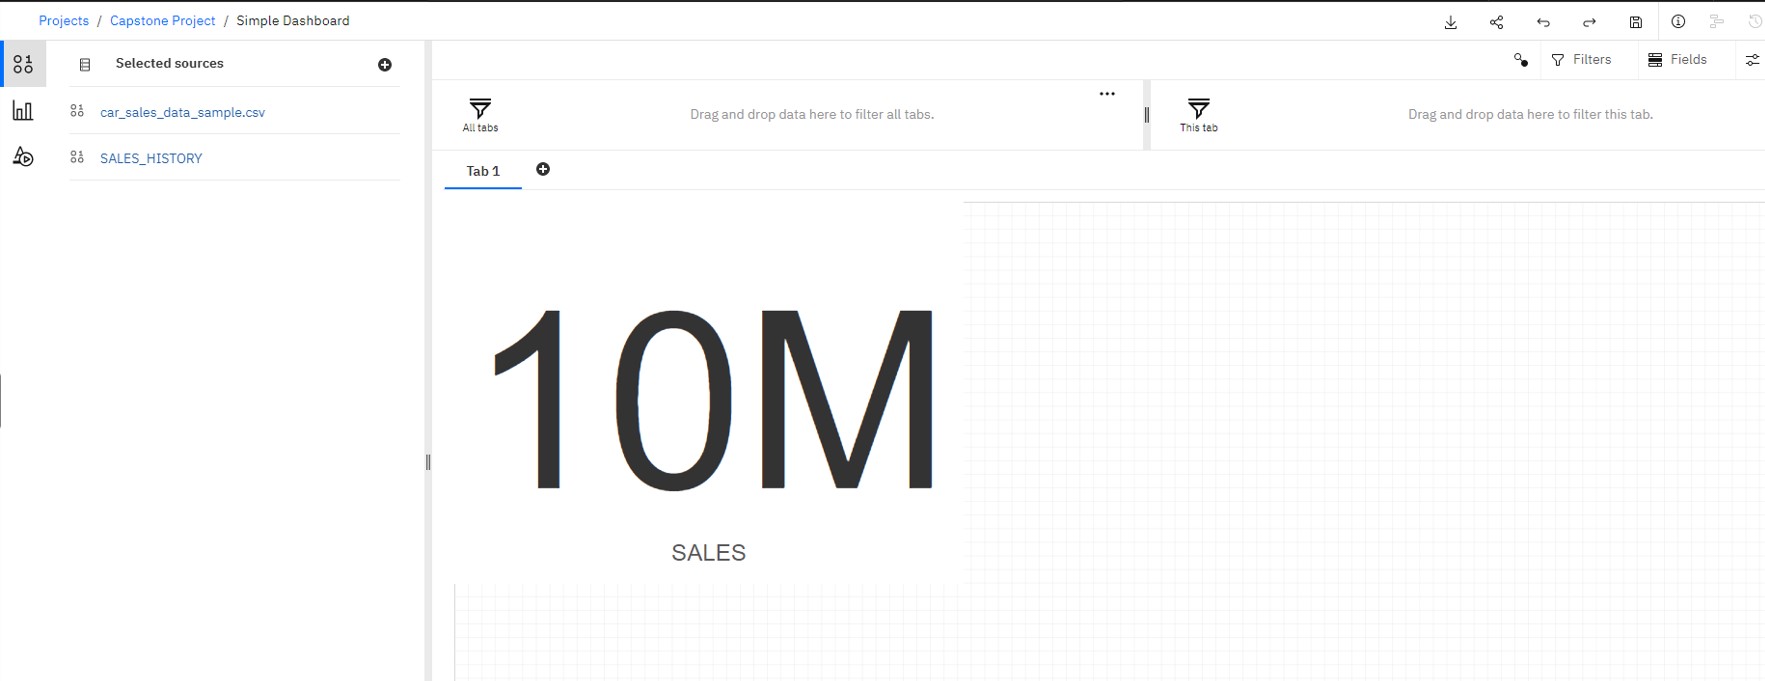 Projects / Capstone Project / Simple Dashboard
Selected sources
Filters
Fields
car_sales_data_sample.csv
SALES_HISTORY
All tabs
Drag and drop data here to filter all tabs.
This tab
Drag and drop data here to filter this tab.
Tab 1
10M
SALES